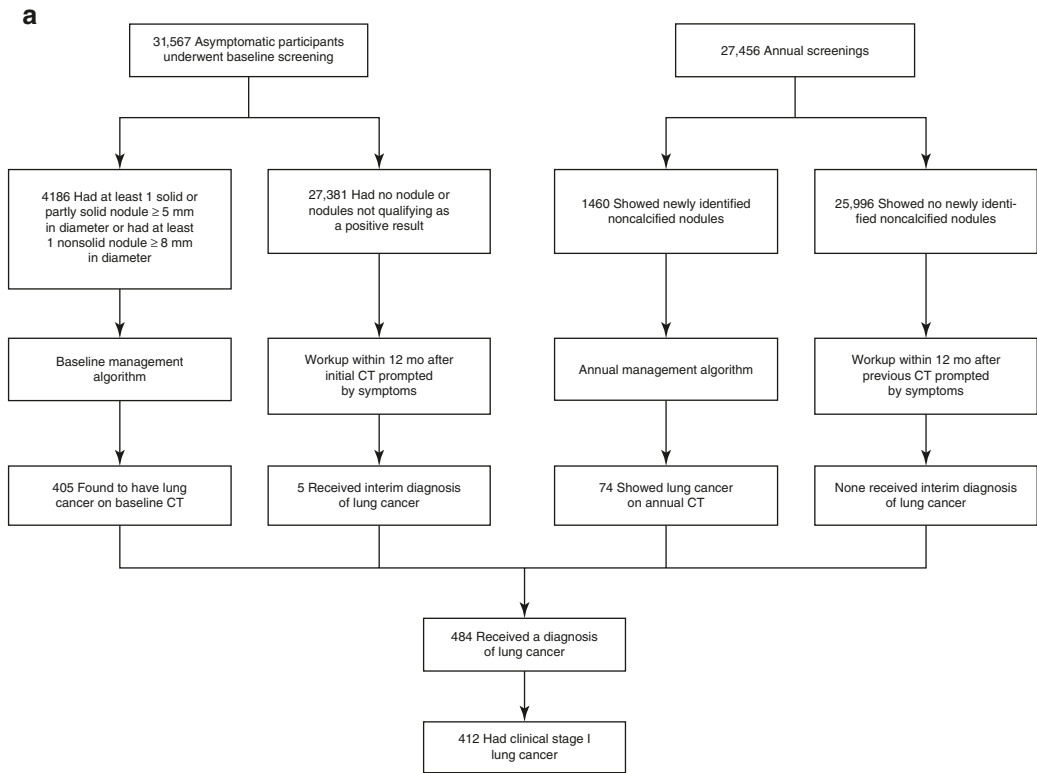 a
31,567 Asymptomatic participants
underwent baseline screening
27,456 Annual screenings
4186 Had at least 1 solid or
partly solid nodule ≥ 5 mm
in diameter or had at least
1 nonsolid nodule ≥ 8 mm
in diameter
27,381 Had no nodule or
nodules not qualifying as
a positive result
1460 Showed newly identified
noncalcified nodules
25,996 Showed no newly identi-
fied noncalcified nodules
Baseline management
algorithm
Workup within 12 mo after
initial CT prompted
by symptoms
Annual management algorithm
Workup within 12 mo after
previous CT prompted
by symptoms
405 Found to have lung
cancer on baseline CT
5 Received interim diagnosis
of lung cancer
74 Showed lung cancer
on annual CT
None received interim diagnosis
of lung cancer
484 Received a diagnosis
of lung cancer
412 Had clinical stage I
lung cancer